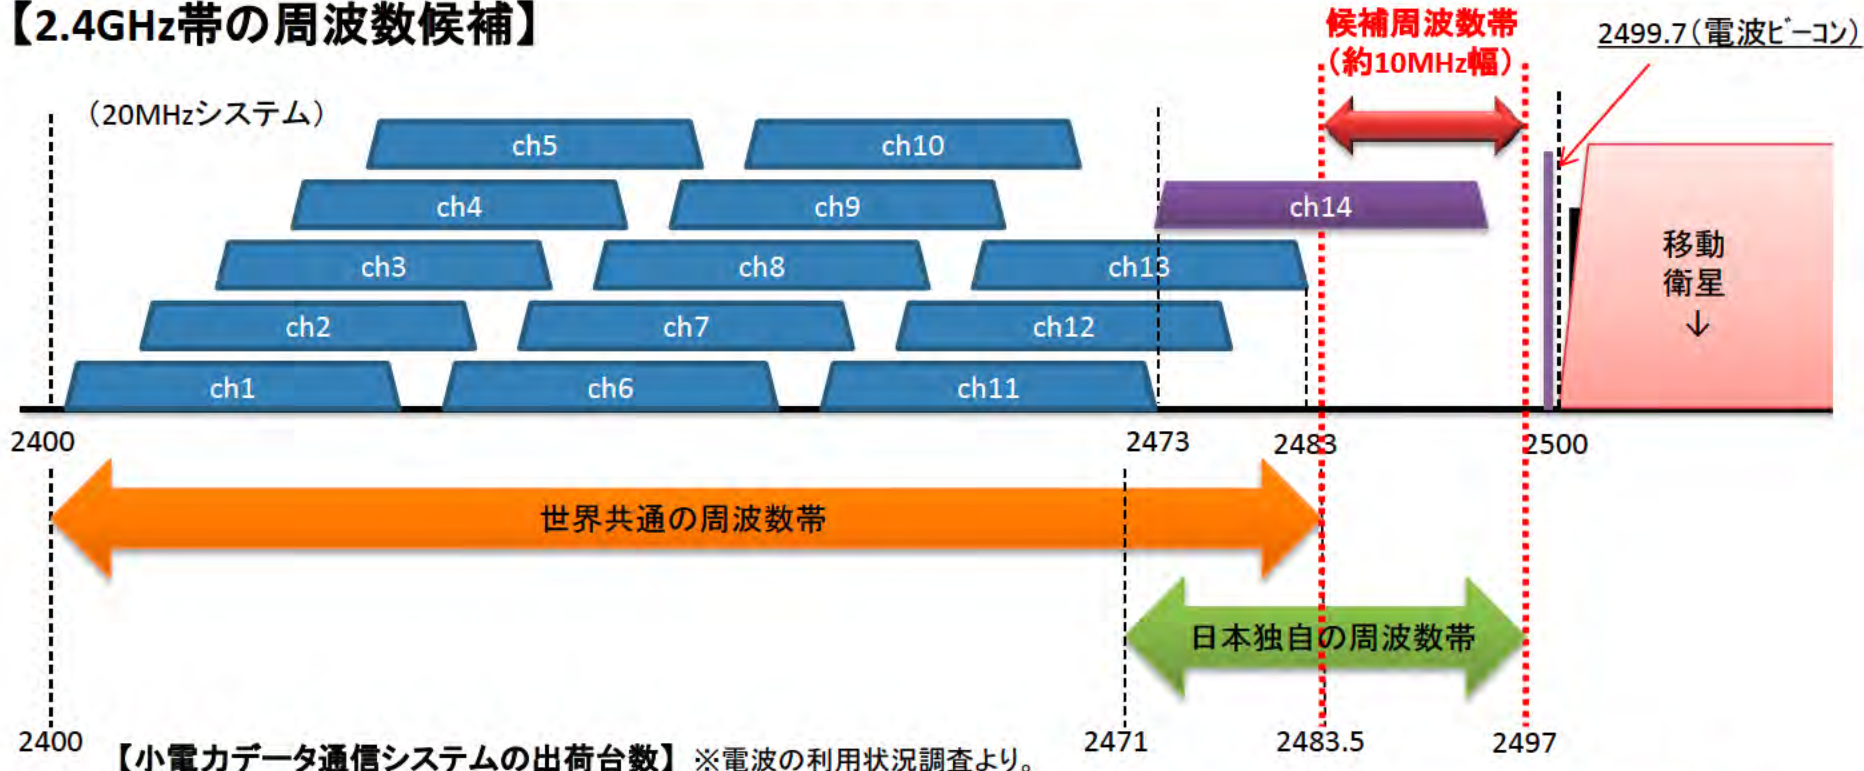 【2.4GHz帯の周波数候補】
候補周波数帯
（約10MHz幅）
2499.7（電波ﾋﾞｰｺﾝ）
（20MHzシステム）
ch5
ch10
ch4
ch9
ch14
ch3
ch8
ch13
ch2
ch7
ch12
ch1
ch6
ch11
移動
衛星
↓
2400
2473
2483
2500
世界共通の周波数帯
日本独自の周波数帯
2400
2471
2483.5
2497
【小電力データ通信システムの出荷台数】 ※電波の利用状況調査より。